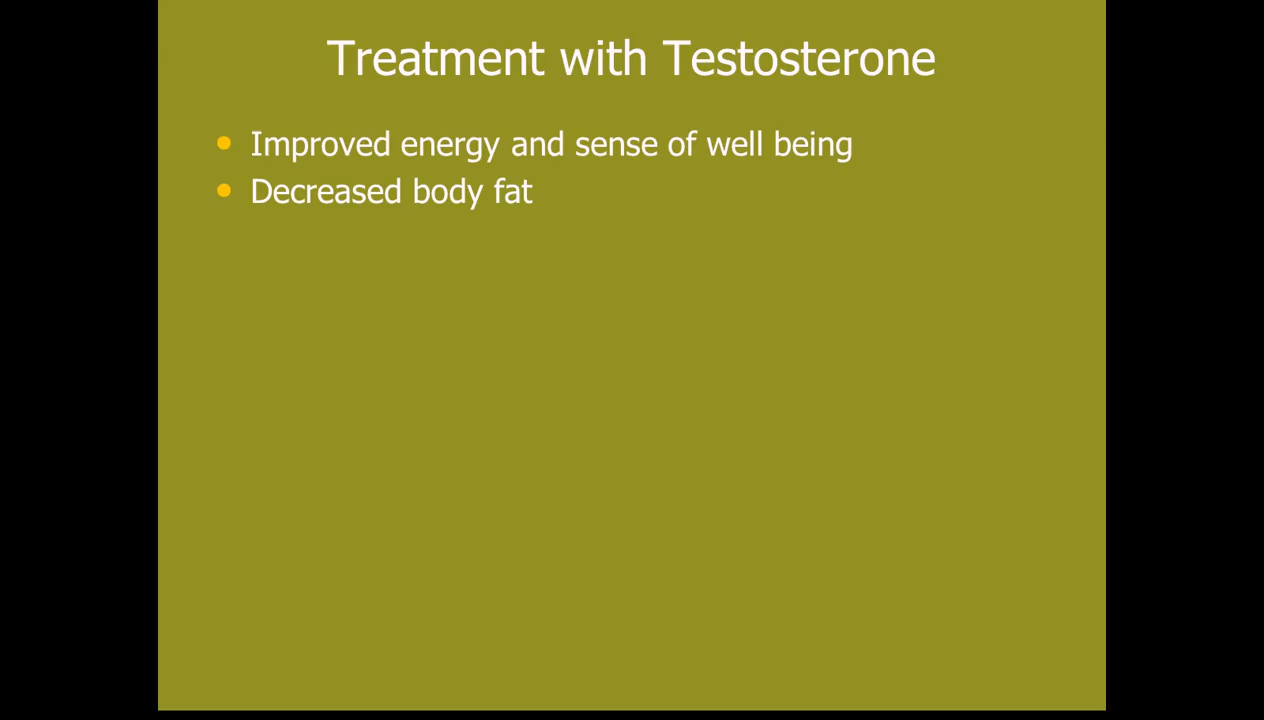 Treatment with Testosterone
Improved energy and sense of well being
Decreased body fat